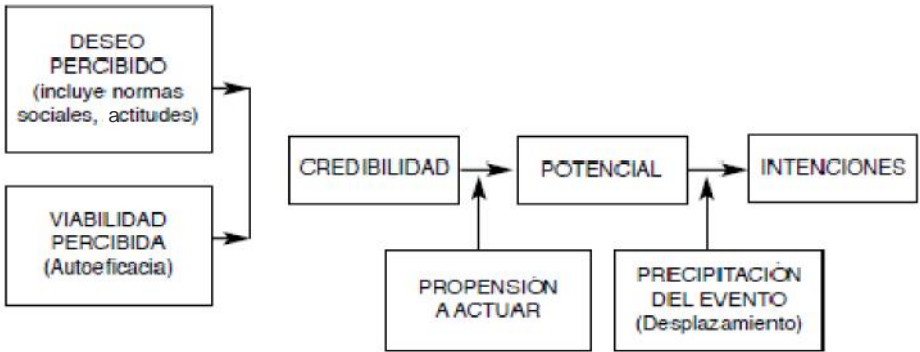 DESEO
PERCIBIDO
(incluye normas
sociales, actitudes)
VIABILIDAD
PERCIBIDA
(Autoeficacia)
CREDIBILIDAD
POTENCIAL
INTENCIONES
PROPENSIÓN
A ACTUAR
PRECIPITACIÓN
DEL EVENTO
(Desplazamiento)